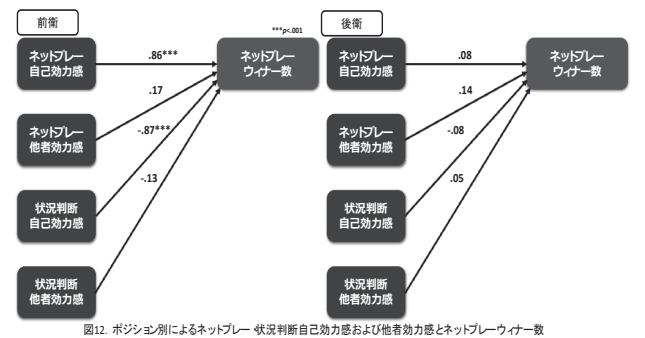 前衛
***p<.001
ネットプレー
自己効力感
.86***
ネットプレー
ウィナー数
.17
ネットプレー
他者効力感
-.87***
-.13
状況判断
自己効力感
状況判断
他者効力感
後衛
ネットプレー
自己効力感
.08
ネットプレー
ウィナー数
.14
ネットプレー
他者効力感
-.08
.05
状況判断
自己効力感
状況判断
他者効力感
図12. ポジション別によるネットプレー・状況判断自己効力感および他者効力感とネットプレーウィナー数